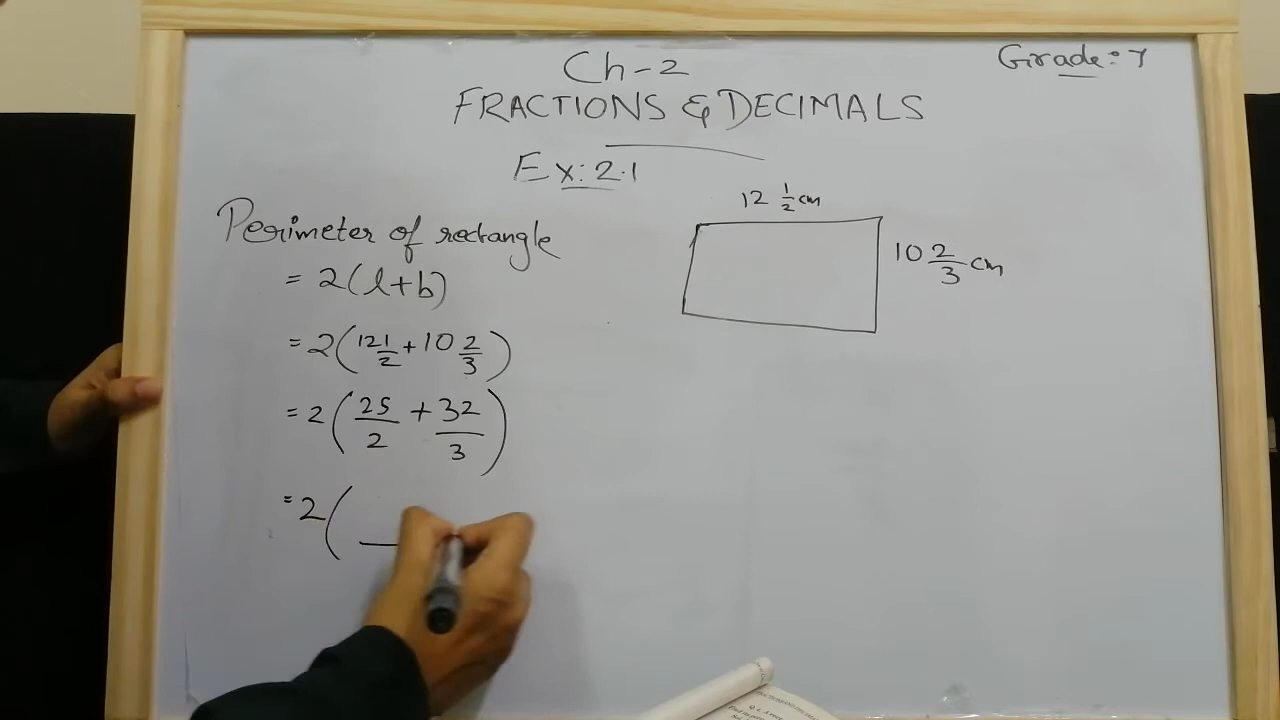 Ch-2
Grade: 7
FRACTIONS & DECIMALS
Ex: 2.1
Perimeter of rectangle
= 2(l+b)
= 2(12 1/2 + 10 2/3)
= 2(25/2 + 32/3)
= 2(
12 1/2 cm
10 2/3 cm